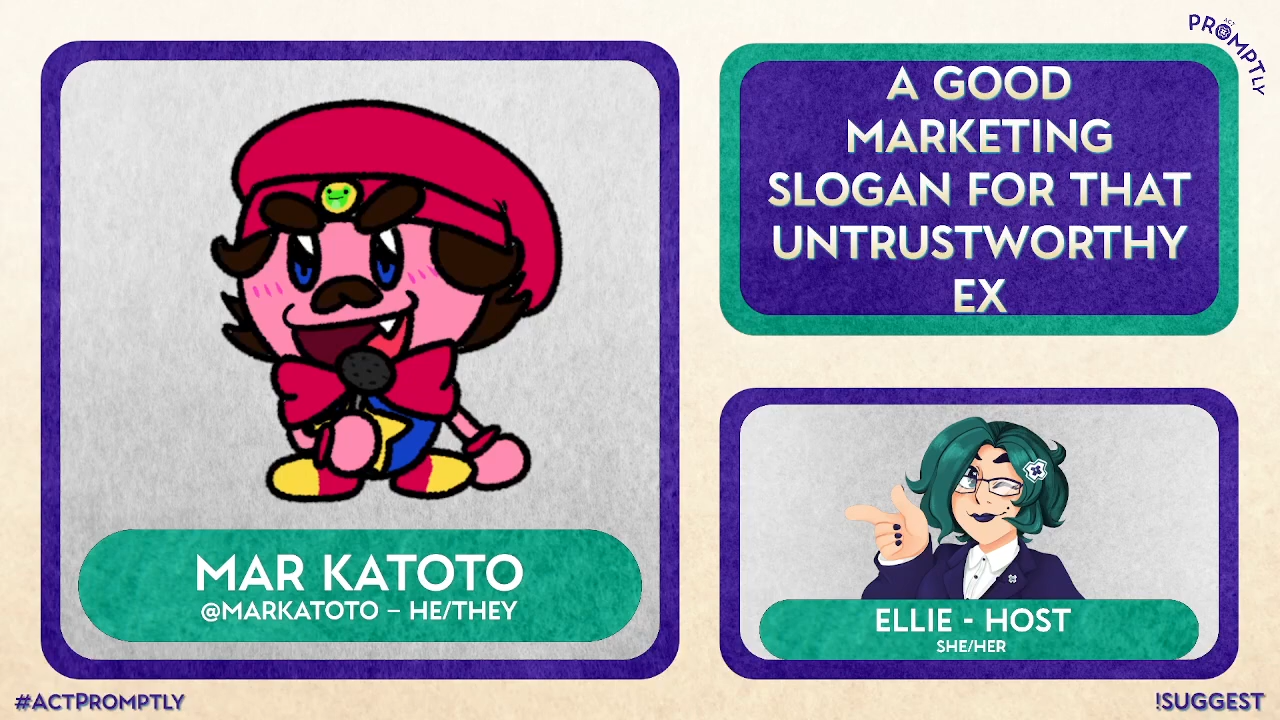 ACT
PROMPTLY
A GOOD
MARKETING
SLOGAN FOR THAT
UNTRUSTWORTHY
EX
MAR KATOTO
@MARKATOTO – HE/THEY
ELLIE - HOST
SHE/HER
#ACTPROMPTLY
!SUGGEST